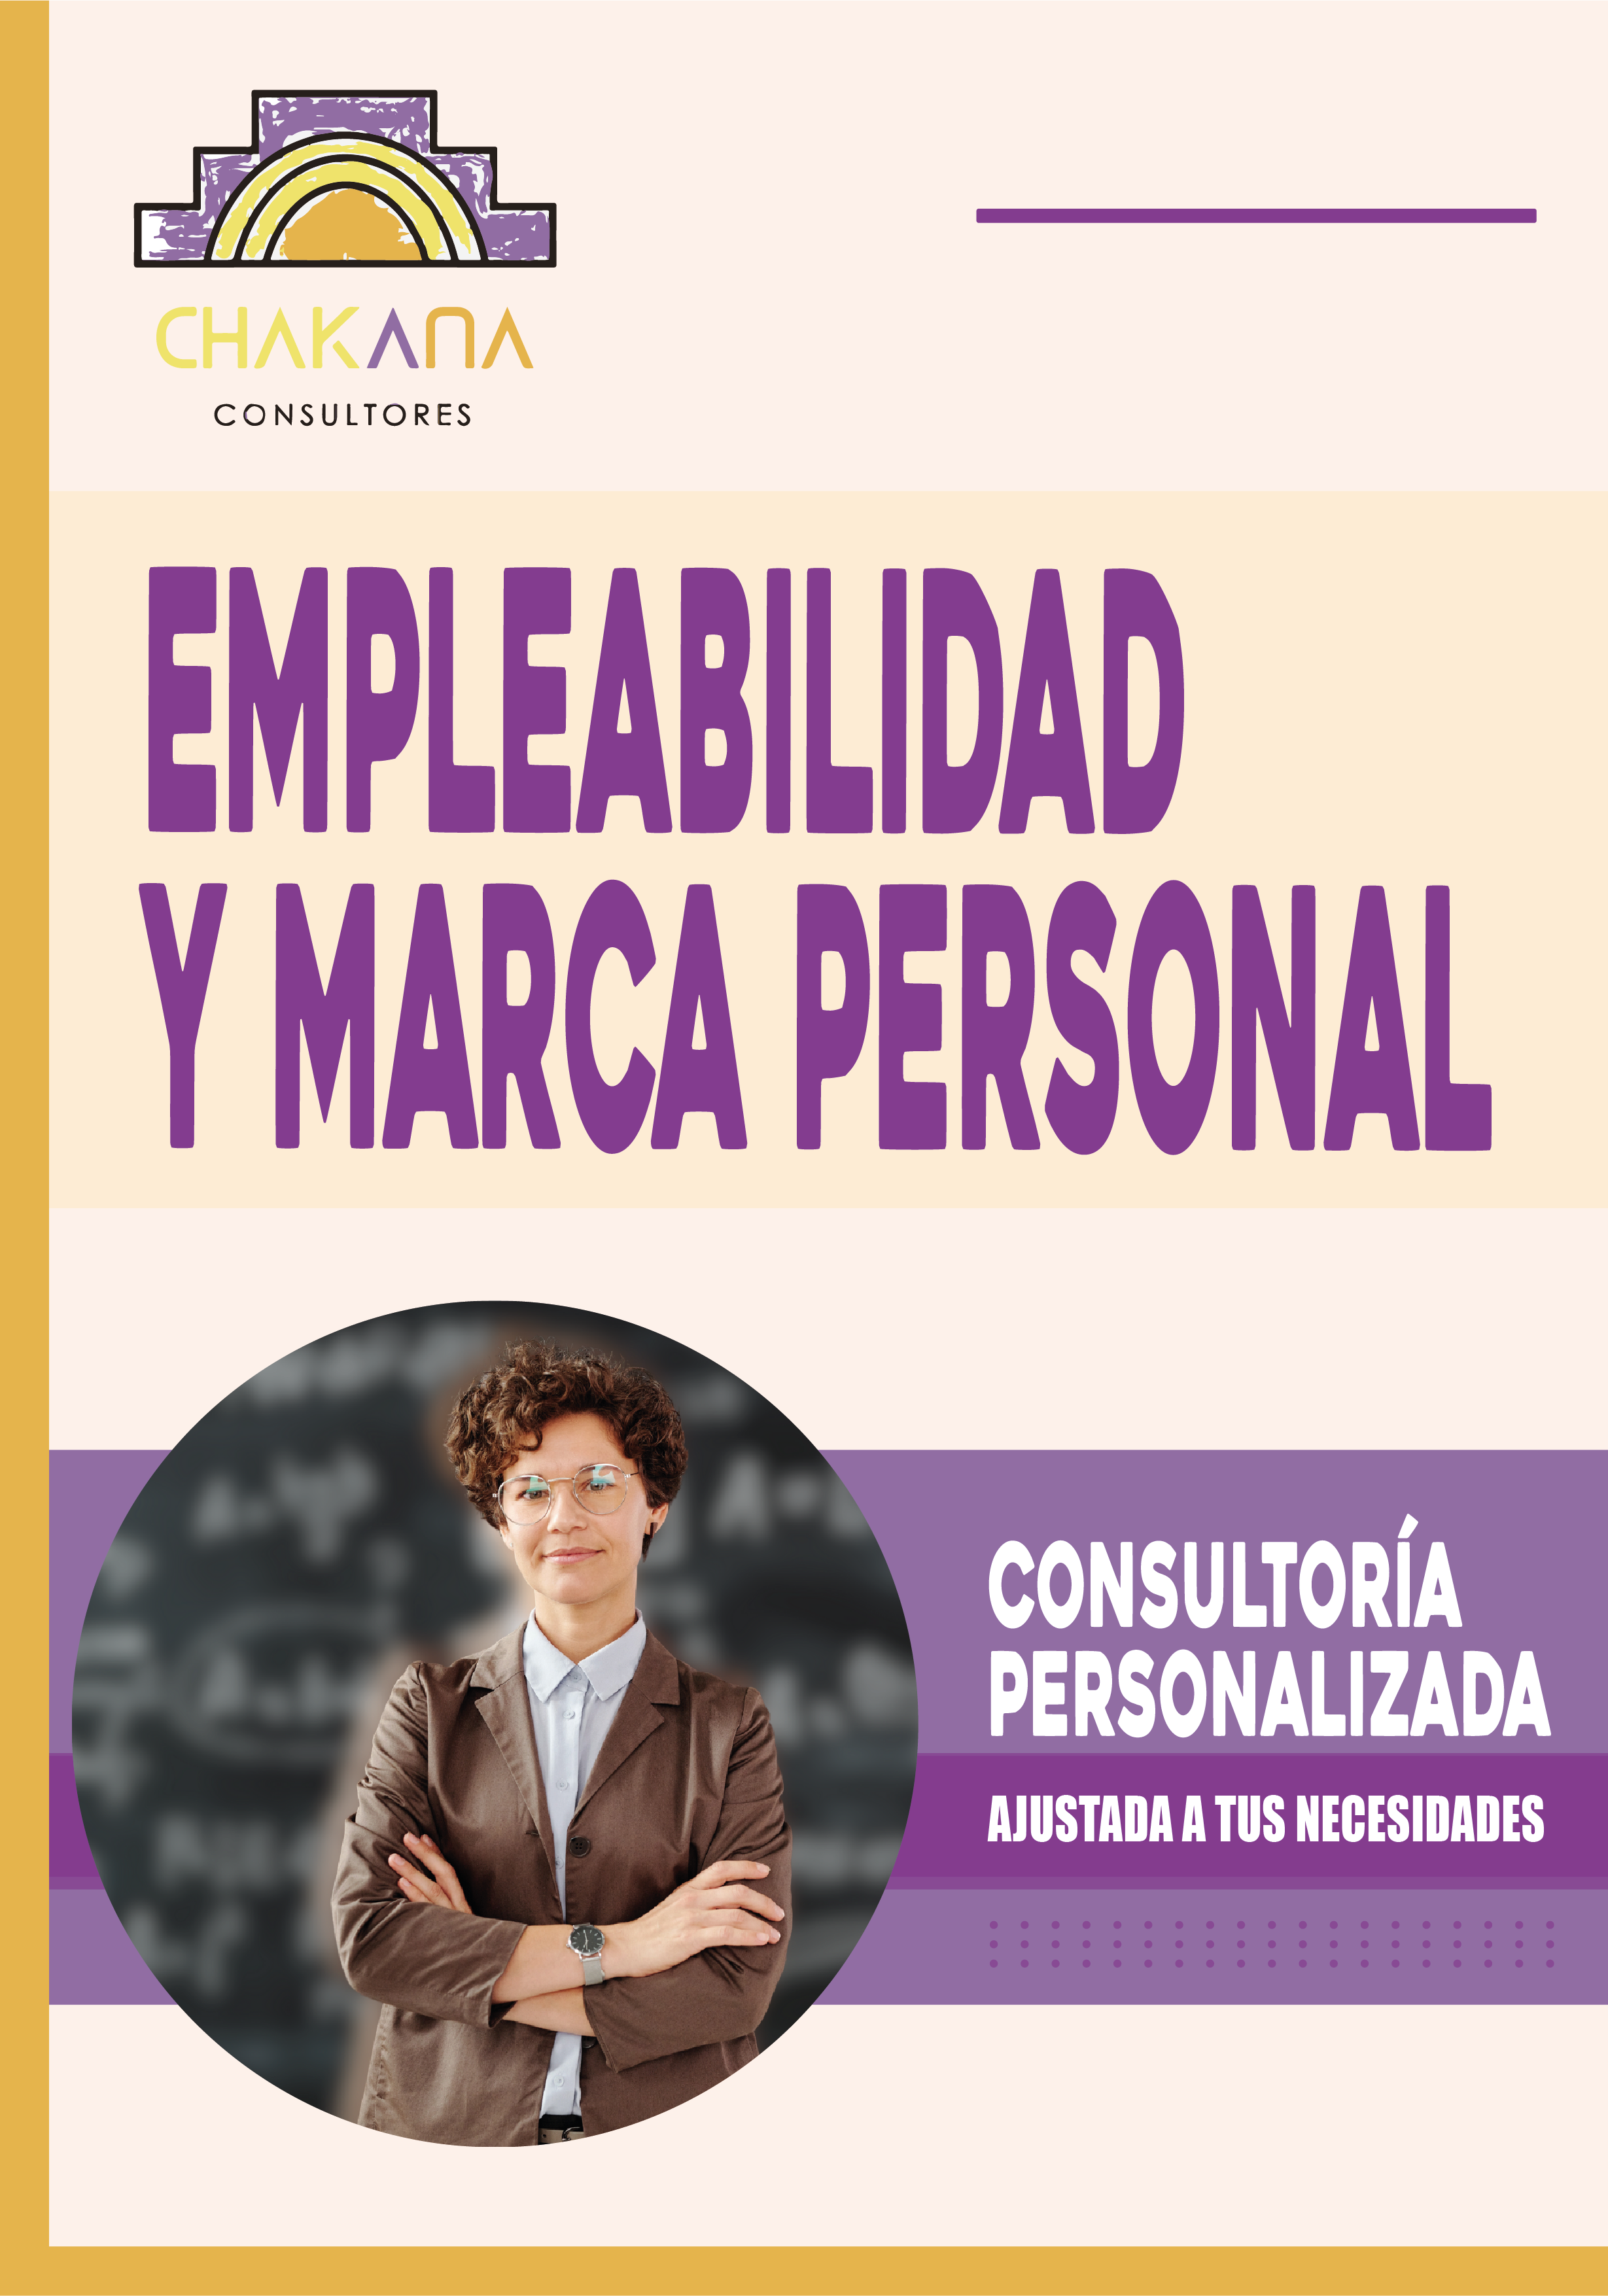 CHAKANA
CONSULTORES
EMPLEABILIDAD
Y MARCA PERSONAL
CONSULTORÍA
PERSONALIZADA
AJUSTADA A TUS NECESIDADES